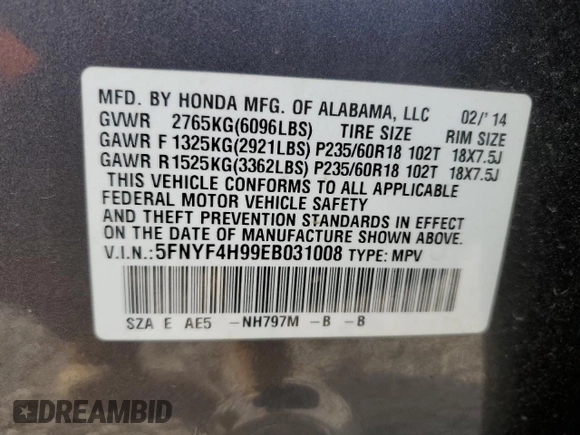 MFD. BY HONDA MFG. OF ALABAMA, LLC 02/'14
GVWR 2765KG(6096LBS) TIRE SIZE RIM SIZE
GAWR F 1325KG(2921LBS) P235/60R18 102T 18X7.5J
GAWR R1525KG(3362LBS) P235/60R18 102T 18X7.5J
THIS VEHICLE CONFORMS TO ALL APPLICABLE
FEDERAL MOTOR VEHICLE SAFETY
AND THEFT PREVENTION STANDARDS IN EFFECT
ON THE DATE OF MANUFACTURE SHOWN ABOVE.
V.I.N.:5FNYF4H99EB031008 TYPE: MPV
SZA E AE5 -NH797M -B -B
DREAMBID